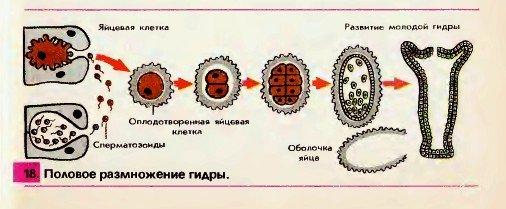 Яйцевая клетка
Развитие молодой гидры
Оплодотворенная яйцевая
клетка
Сперматозоиды
Оболочка
яйца
18. Половое размножение гидры.